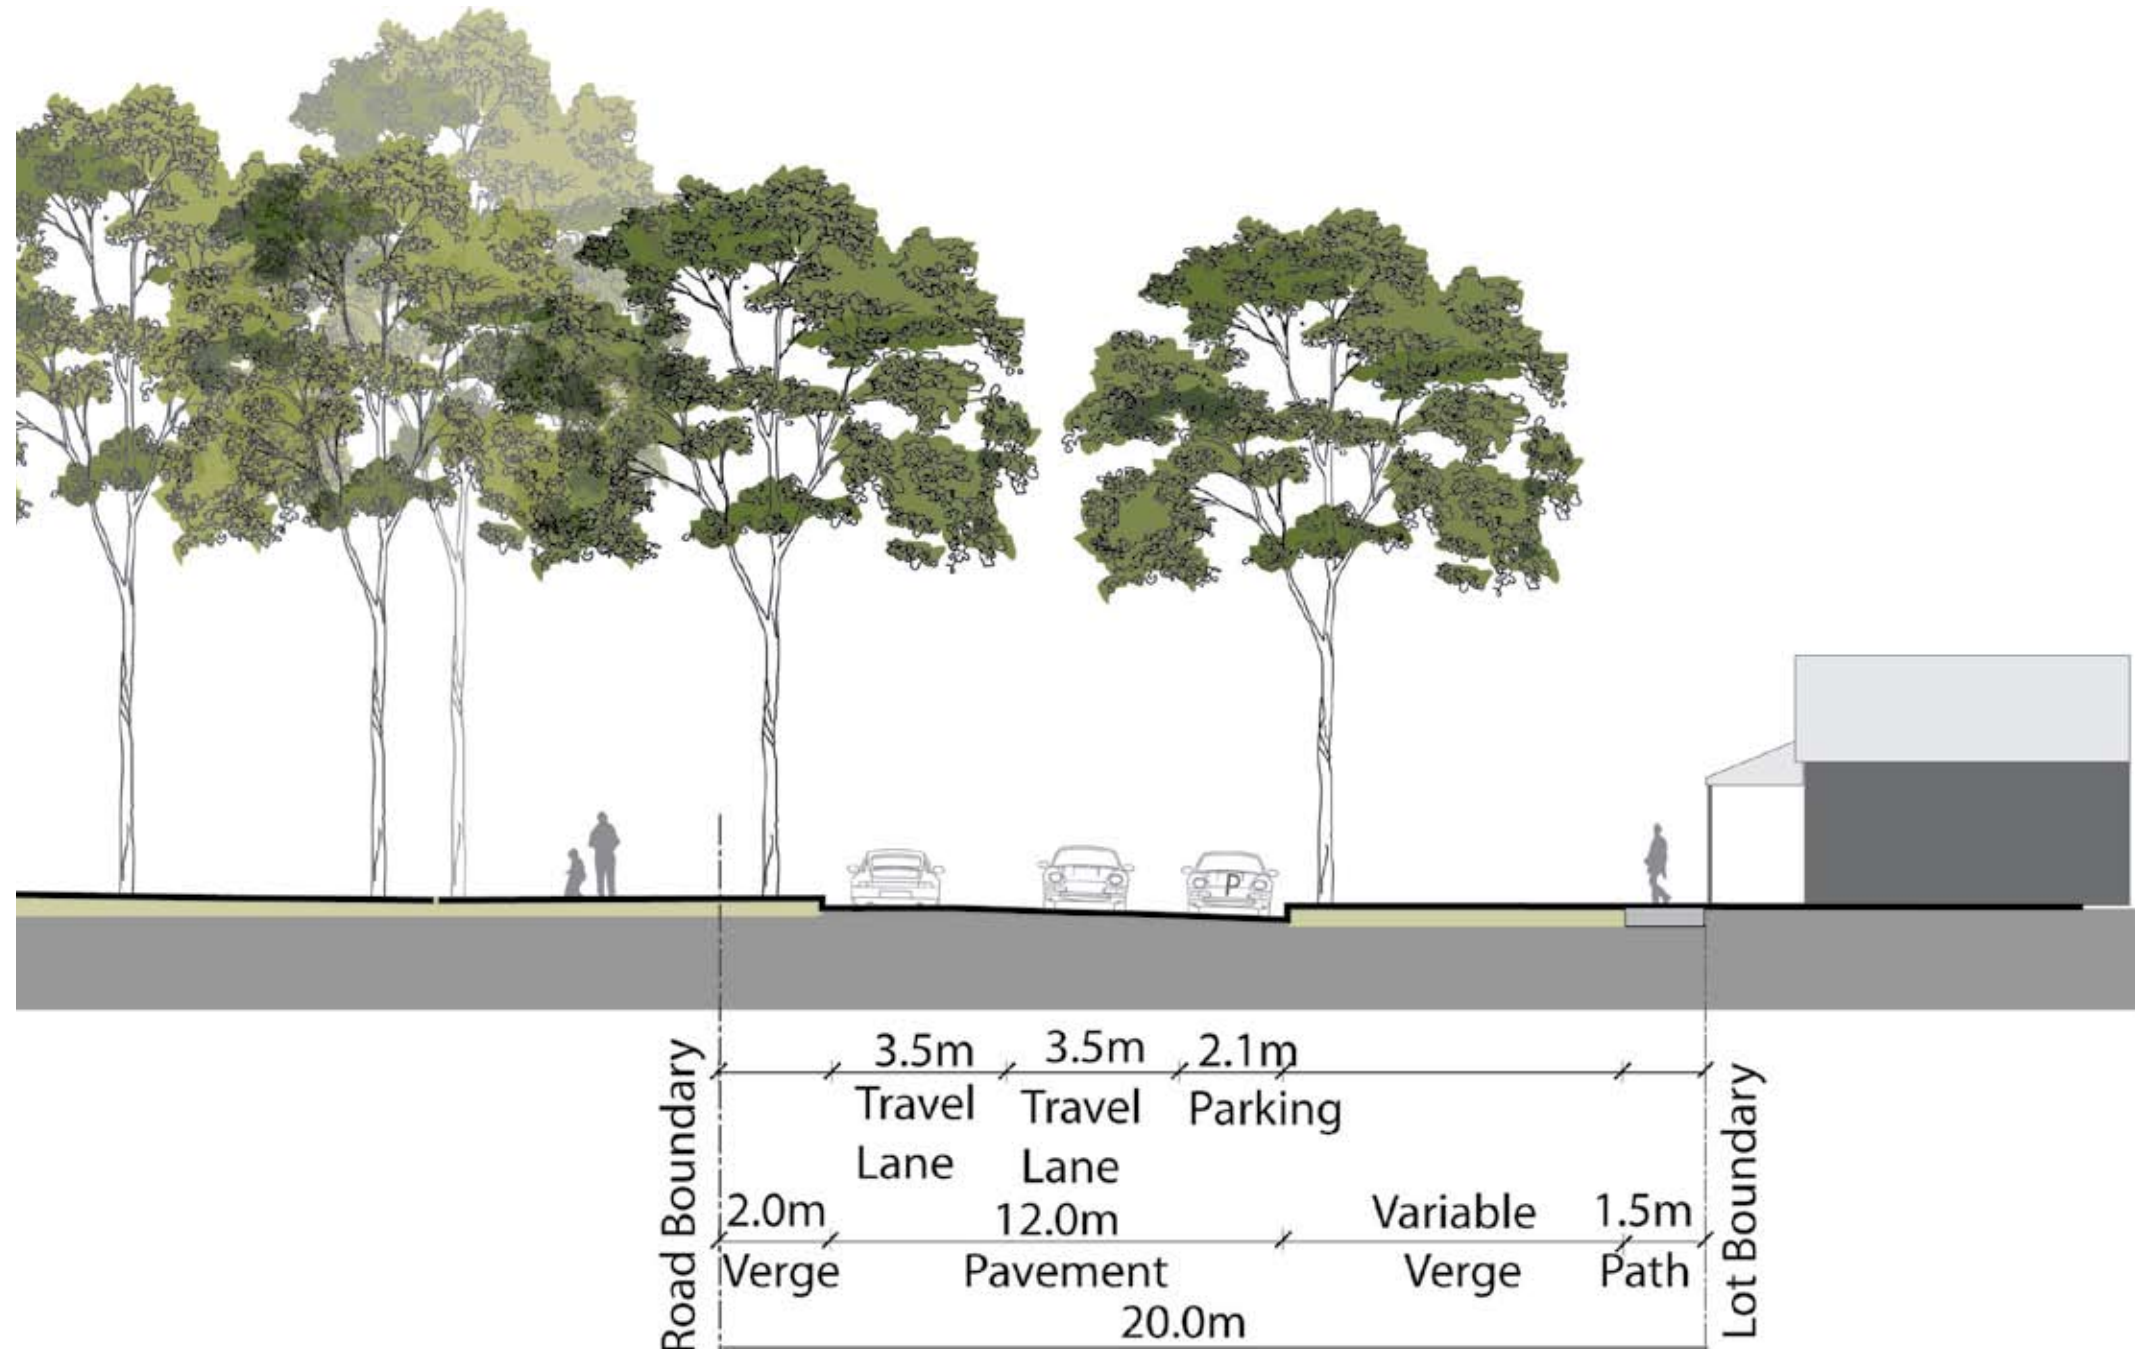 P
3.5m 3.5m 2.1m
Travel Travel Parking
Lane Lane
2.0m 12.0m Variable 1.5m
Verge Pavement Verge Path
20.0m
Road Boundary
Lot Boundary